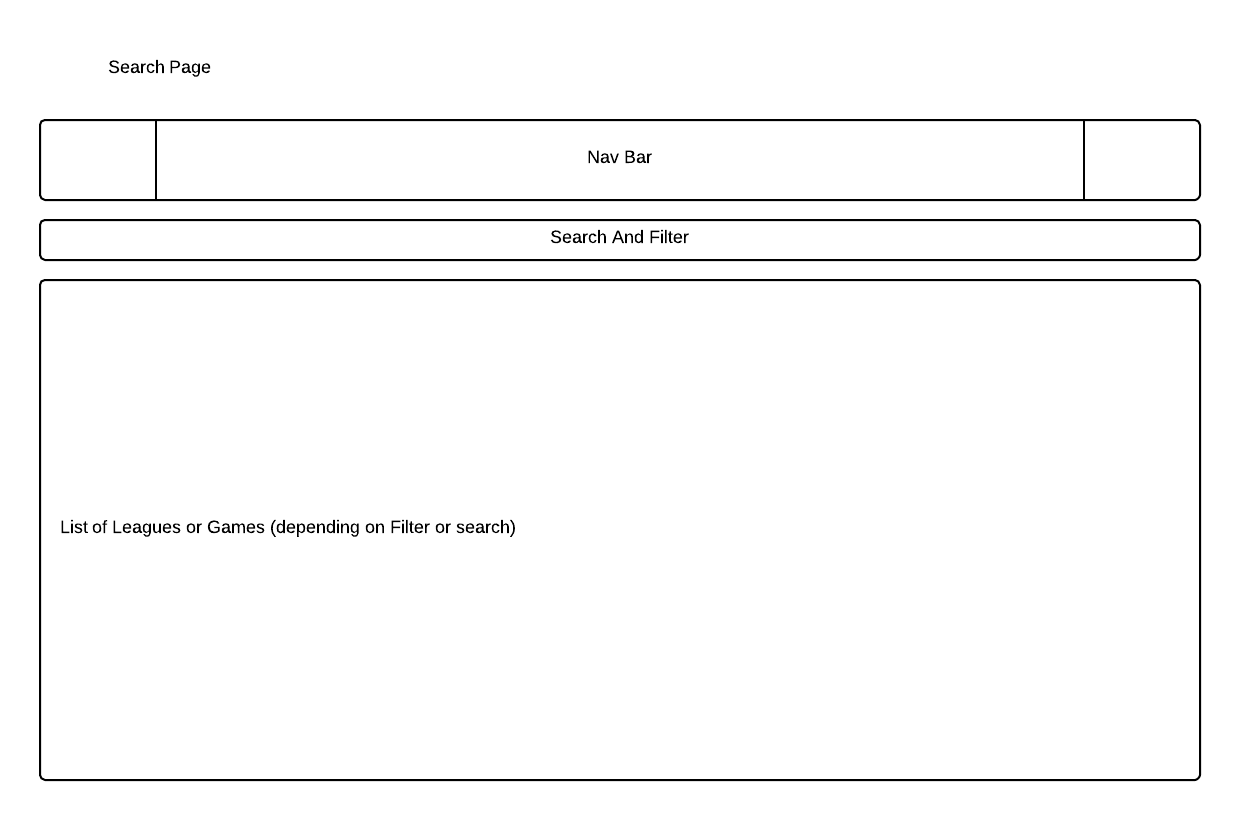 Search Page
Nav Bar
Search And Filter
List of Leagues or Games (depending on Filter or search)